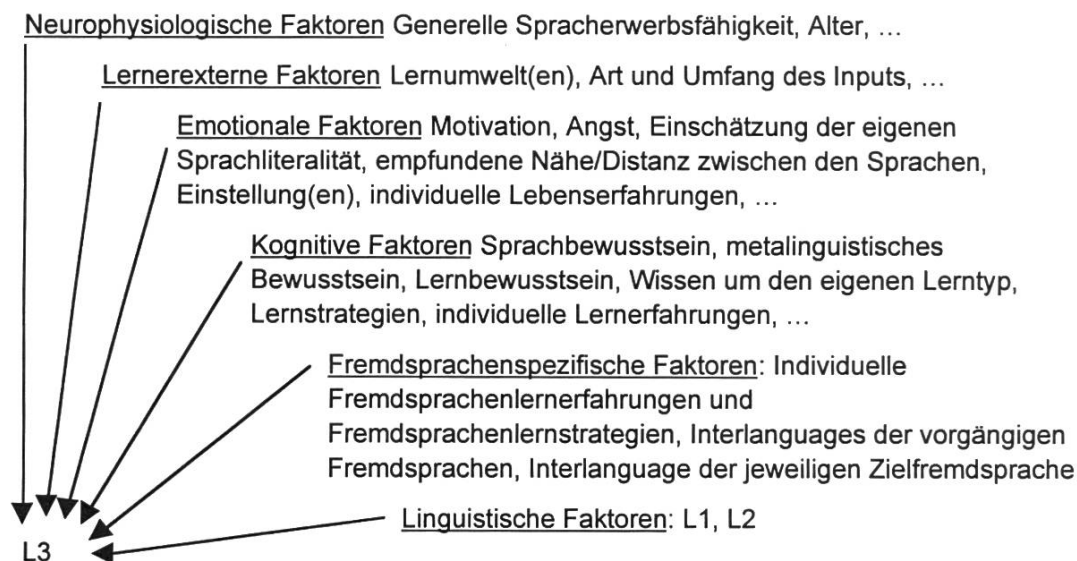 Neurophysiologische Faktoren Generelle Spracherwerbsfähigkeit, Alter, …
Lernerexterne Faktoren Lernumwelt(en), Art und Umfang des Inputs, …
Emotionale Faktoren Motivation, Angst, Einschätzung der eigenen
Sprachliteralität, empfundene Nähe/Distanz zwischen den Sprachen,
Einstellung(en), individuelle Lebenserfahrungen, …
Kognitive Faktoren Sprachbewusstsein, metalinguistisches
Bewusstsein, Lernbewusstsein, Wissen um den eigenen Lerntyp,
Lernstrategien, individuelle Lernerfahrungen, …
Fremdsprachenspezifische Faktoren: Individuelle
Fremdsprachenlernerfahrungen und
Fremdsprachenlernstrategien, Interlanguages der vorgängigen
Fremdsprachen, Interlanguage der jeweiligen Zielfremdsprache
Linguistische Faktoren: L1, L2
L3